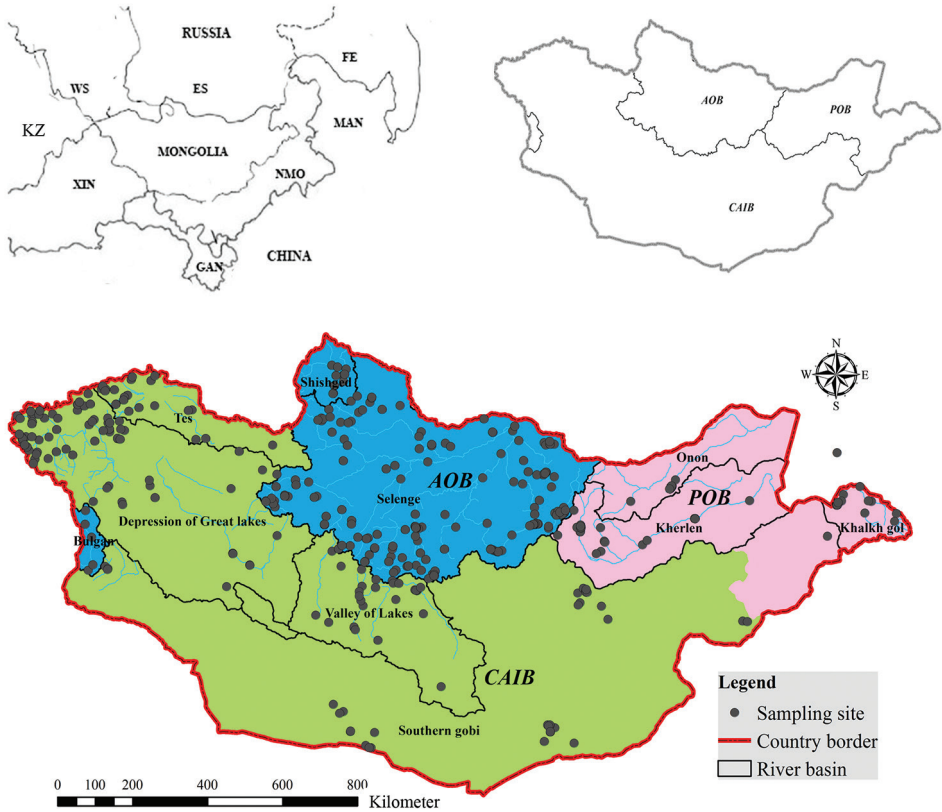 RUSSIA
FE
WS
ES
KZ
MAN
MONGOLIA
XIN
NMO
GAN
CHINA
AOB
POB
CAIB
N
W
E
S
Shishged
Tes
Onon
AOB
POB
Selenge
Depression of Great lakes
Kherlen
Khalkh gol
Bulgan
Valley of Lakes
CAIB
Southern gobi
Legend
Sampling site
Country border
River basin
0 100 200 400 600 800
Kilometer